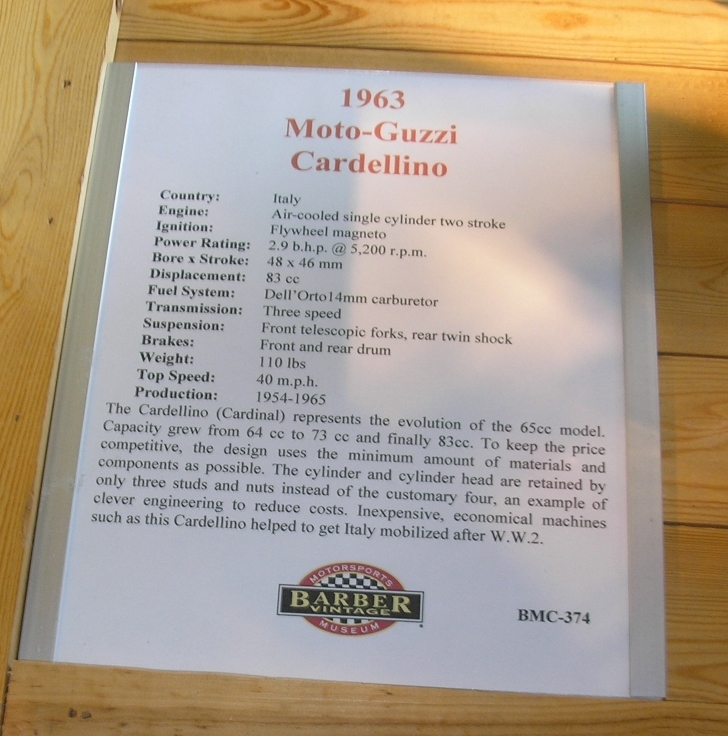 1963
Moto-Guzzi
Cardellino
Country: Italy
Engine: Air-cooled single cylinder two stroke
Ignition: Flywheel magneto
Power Rating: 2.9 b.h.p. @ 5,200 r.p.m.
Bore x Stroke: 48 x 46 mm
Displacement: 83 cc
Fuel System: Dell'Orto14mm carburetor
Transmission: Three speed
Suspension: Front telescopic forks, rear twin shock
Brakes: Front and rear drum
Weight: 110 lbs
Top Speed: 40 m.p.h.
Production: 1954-1965
The Cardellino (Cardinal) represents the evolution of the 65cc model.
Capacity grew from 64 cc to 73 cc and finally 83cc. To keep the price
competitive, the design uses the minimum amount of materials and
components as possible. The cylinder and cylinder head are retained by
only three studs and nuts instead of the customary four, an example of
clever engineering to reduce costs. Inexpensive, economical machines
such as this Cardellino helped to get Italy mobilized after W.W.2.
MOTORSPORTS
BARBER
VINTAGE
MUSEUM
BMC-374